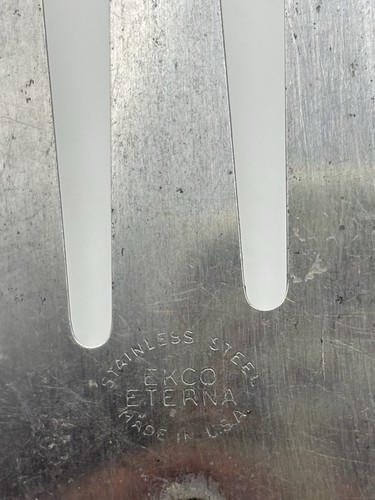 STAINLESS STEEL
EKCO
ETERNA
MADE IN U.S.A.